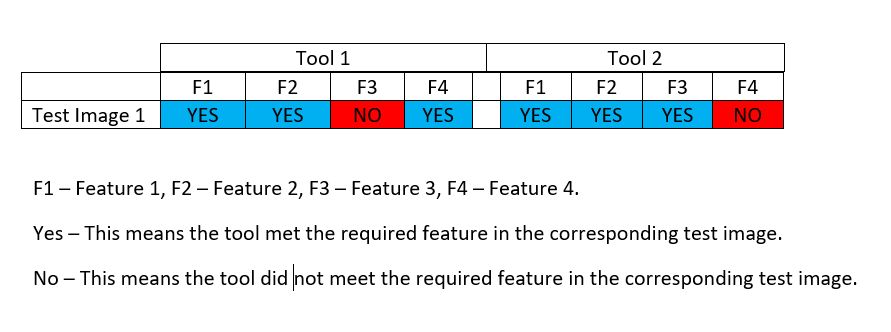 Tool 1 Tool 2
F1 F2 F3 F4 F1 F2 F3 F4
Test Image 1 YES YES NO YES YES YES YES NO
F1 – Feature 1, F2 – Feature 2, F3 – Feature 3, F4 – Feature 4.
Yes – This means the tool met the required feature in the corresponding test image.
No – This means the tool did not meet the required feature in the corresponding test image.